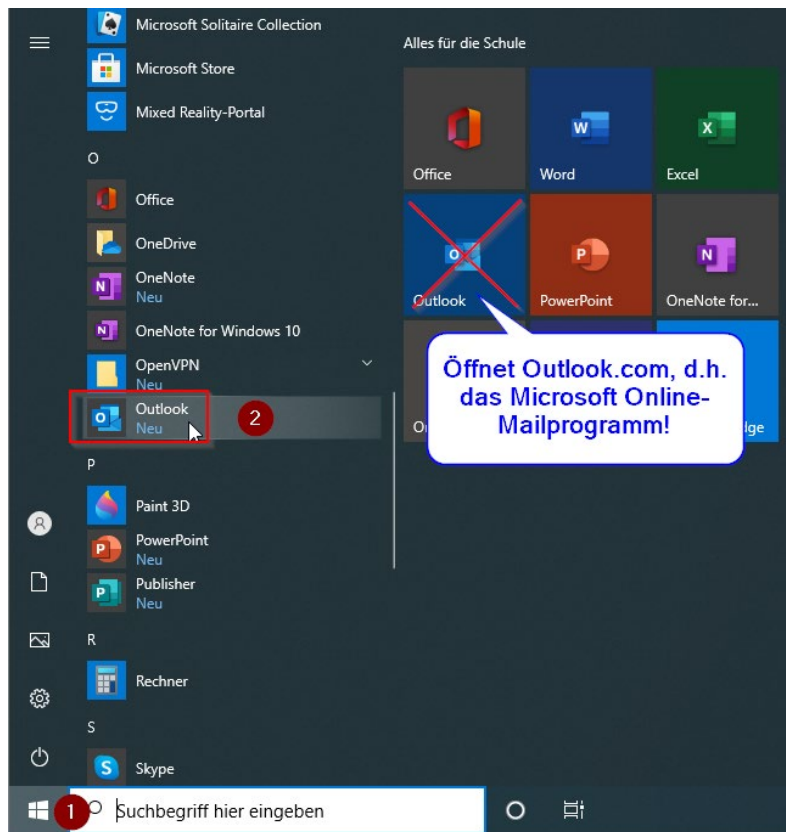 Microsoft Solitaire Collection
Microsoft Store
Mixed Reality-Portal
O
Office
OneDrive
OneNote
Neu
OneNote for Windows 10
OpenVPN
Neu
Outlook
Neu
2
P
Paint 3D
PowerPoint
Neu
Publisher
Neu
R
Rechner
S
Skype
Alles für die Schule
Office
Word
Excel
Outlook
PowerPoint
OneNote for...
Öffnet Outlook.com, d.h.
das Microsoft Online-
Mailprogramm!
1
Suchbegriff hier eingeben